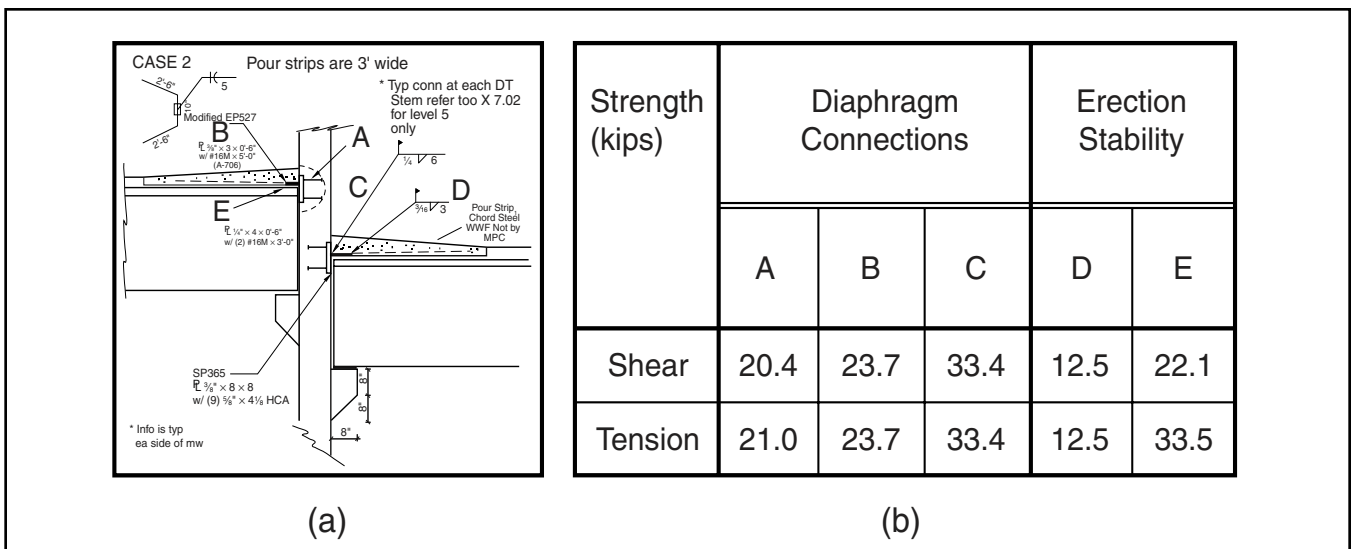 CASE 2
Pour strips are 3' wide
2'-6"
5
10"
2'-6"
Modified EP527
B
℞ ⅜" × 3 × 0'-6"
w/ #16M × 5'-0"
(A-706)
* Typ conn at each DT
Stem refer too X 7.02
for level 5
only
A
¼ 6
C
D
3⁄16 3
E
℞ ¼" × 4 × 0'-6"
w/ (2) #16M × 3'-0"
Pour Strip,
Chord Steel
WWF Not by
MPC
SP365
℞ ⅜" × 8 × 8
w/ (9) ⅝" × 4⅛ HCA
8"
8"
8"
* Info is typ
ea side of mw
(a)
Strength
(kips)
Diaphragm
Connections
Erection
Stability
A B C D E
Shear 20.4 23.7 33.4 12.5 22.1
Tension 21.0 23.7 33.4 12.5 33.5
(b)